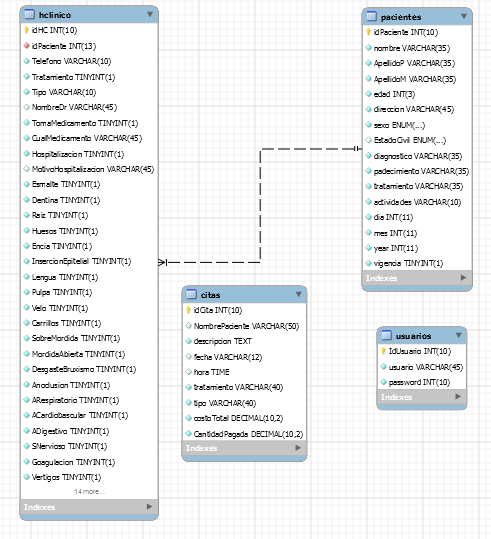 hclinico
idHC INT(10)
idPaciente INT(13)
Telefono VARCHAR(10)
Tratamiento TINYINT(1)
Tipo VARCHAR(10)
NombreDr VARCHAR(45)
TomaMedicamento TINYINT(1)
CualMedicamento VARCHAR(45)
Hospitalizacion TINYINT(1)
MotivoHospitalizacion VARCHAR(45)
Esmalte TINYINT(1)
Dentina TINYINT(1)
Raiz TINYINT(1)
Huesos TINYINT(1)
Encia TINYINT(1)
InsercionEpitelial TINYINT(1)
Lengua TINYINT(1)
Pulpa TINYINT(1)
Velo TINYINT(1)
Carrillos TINYINT(1)
SobreMordida TINYINT(1)
MordidaAbierta TINYINT(1)
DesgasteBruxismo TINYINT(1)
Anoclusion TINYINT(1)
ARespiratorio TINYINT(1)
ACardiobascular TINYINT(1)
ADigestivo TINYINT(1)
SNervioso TINYINT(1)
Goagulacion TINYINT(1)
Vertigos TINYINT(1)
14 more...
Indexes
pacientes
idPaciente INT(10)
nombre VARCHAR(35)
ApellidoP VARCHAR(35)
ApellidoM VARCHAR(35)
edad INT(3)
direccion VARCHAR(45)
sexo ENUM(...)
EstadoCivil ENUM(...)
diagnostico VARCHAR(35)
padecimiento VARCHAR(35)
tratamiento VARCHAR(35)
actividades VARCHAR(10)
dia INT(11)
mes INT(11)
year INT(11)
vigencia TINYINT(1)
Indexes
citas
idCita INT(10)
NombrePaciente VARCHAR(50)
descripcion TEXT
fecha VARCHAR(12)
hora TIME
tratamiento VARCHAR(40)
tipo VARCHAR(40)
costoTotal DECIMAL(10,2)
CantidadPagada DECIMAL(10,2)
Indexes
usuarios
IdUsuario INT(10)
usuario VARCHAR(45)
password INT(10)
Indexes